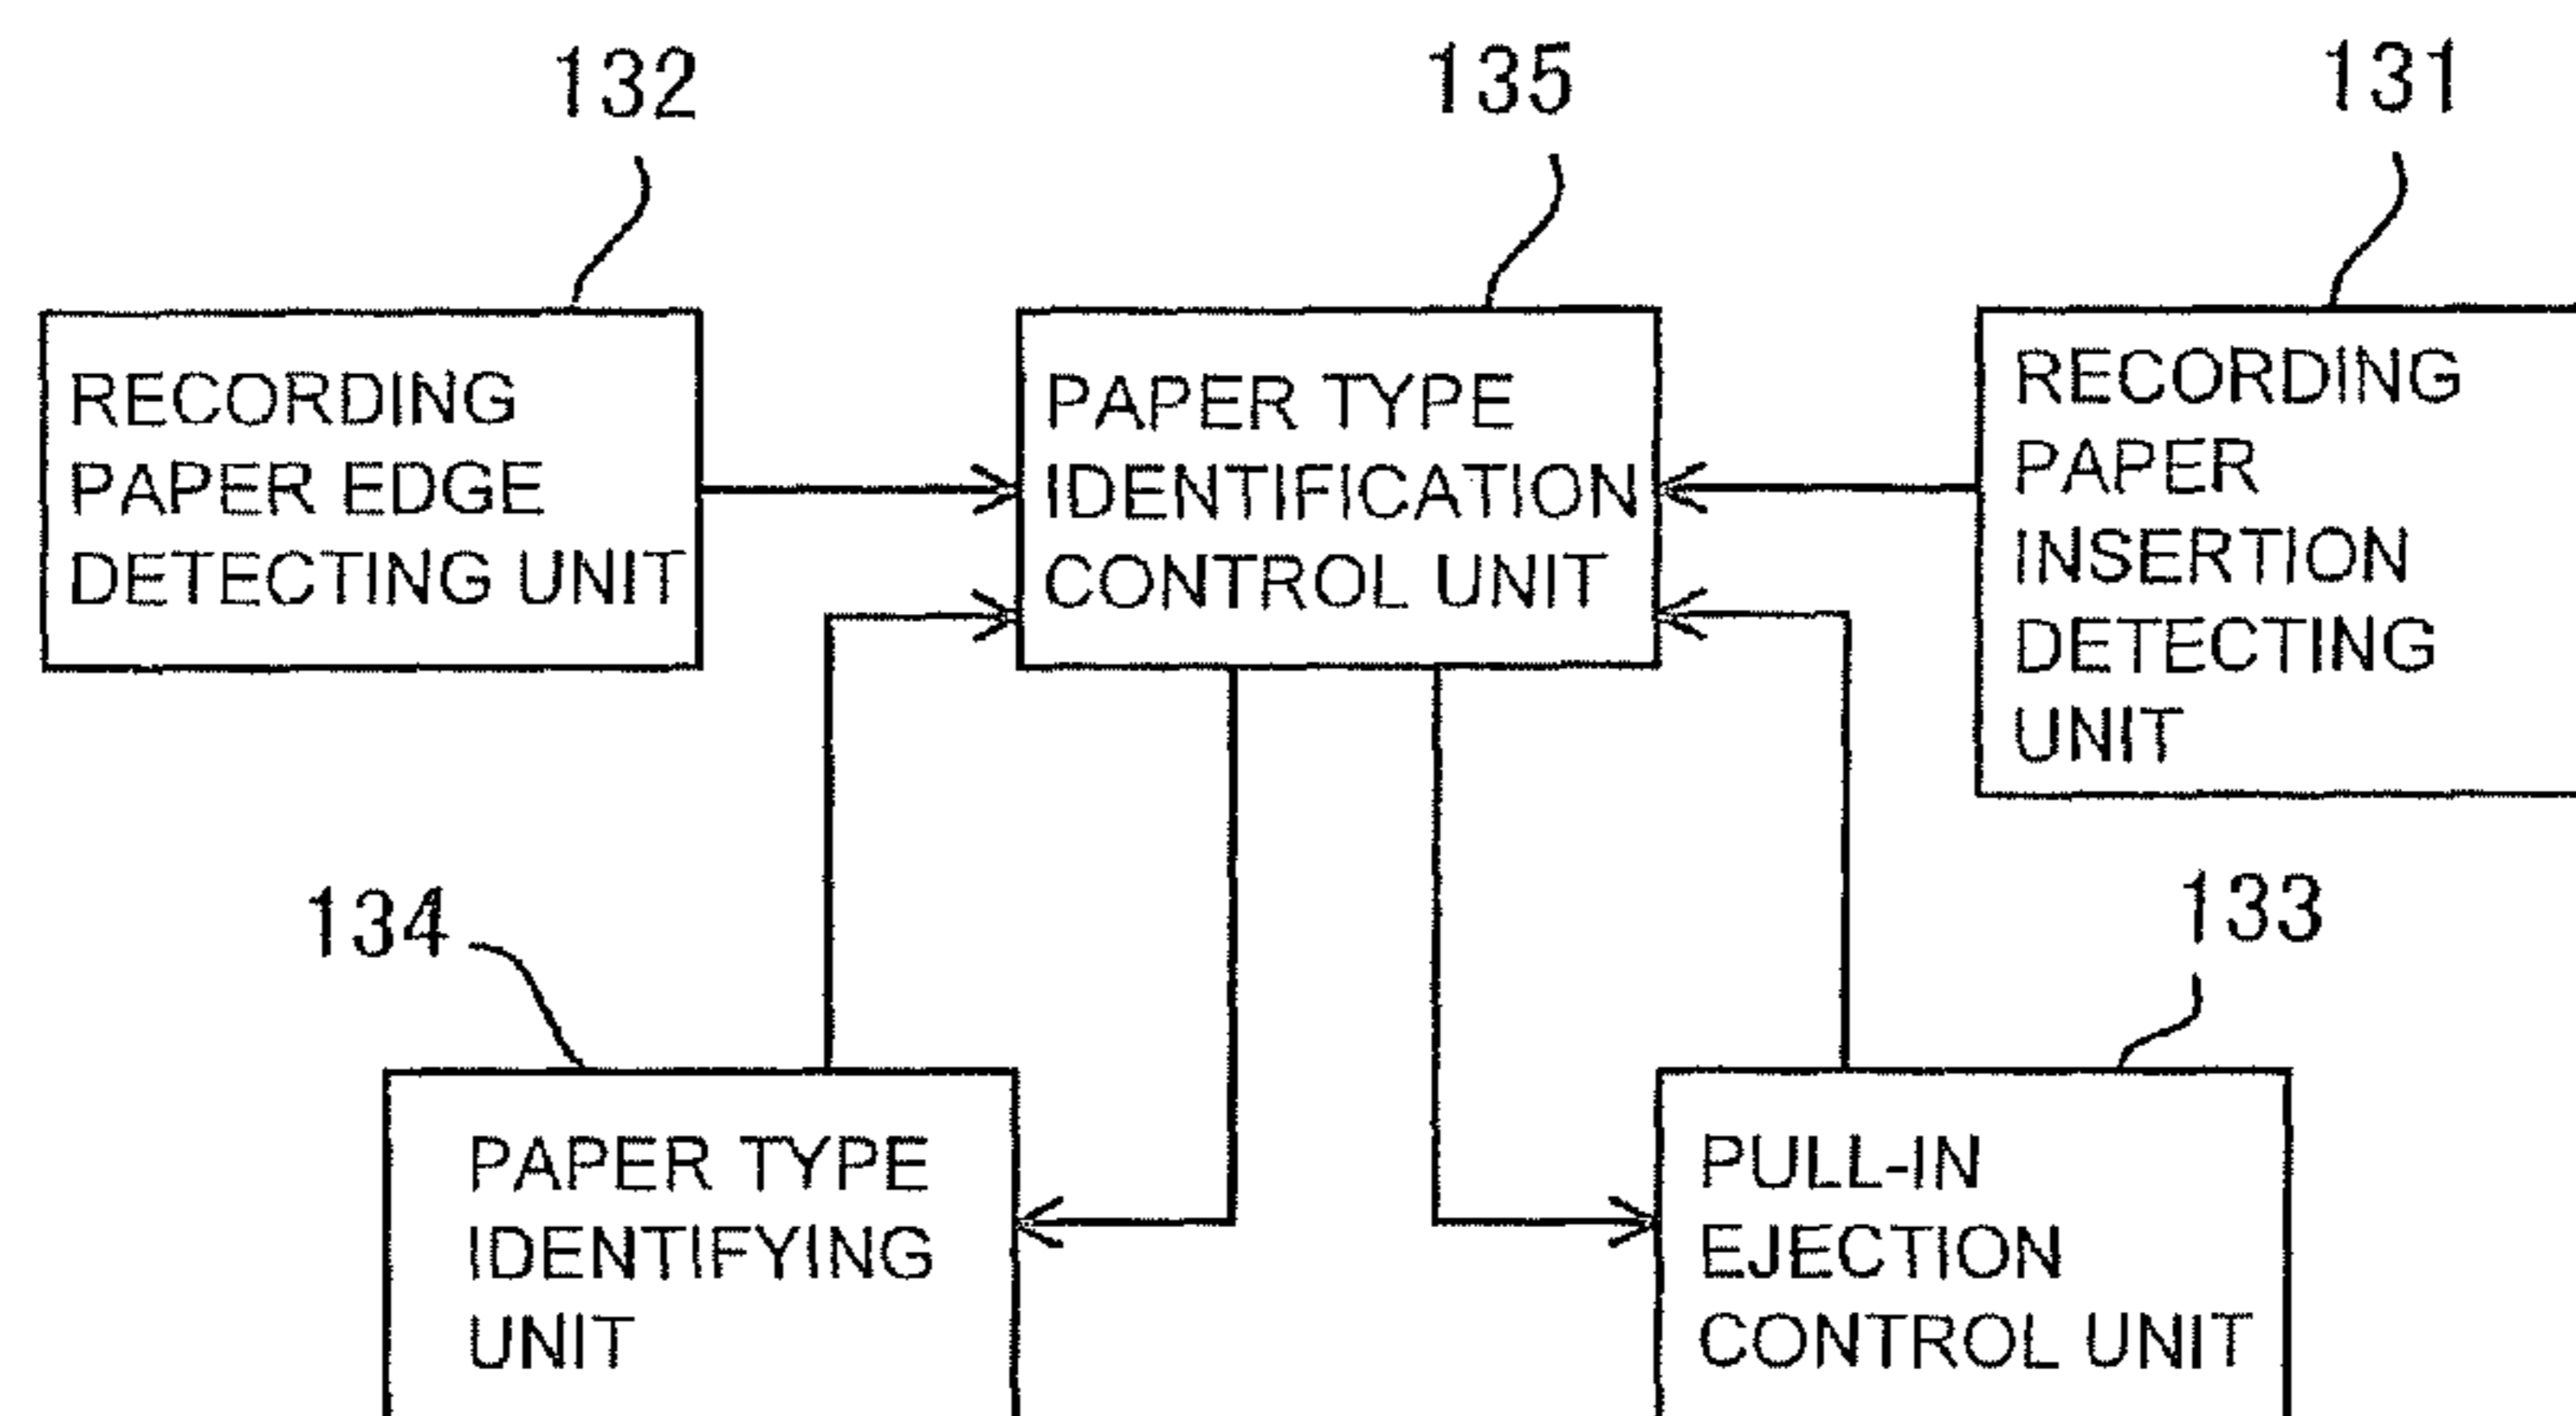 132
135
131
RECORDING
PAPER EDGE
DETECTING UNIT
PAPER TYPE
IDENTIFICATION
CONTROL UNIT
RECORDING
PAPER
INSERTION
DETECTING
UNIT
134
133
PAPER TYPE
IDENTIFYING
UNIT
PULL-IN
EJECTION
CONTROL UNIT